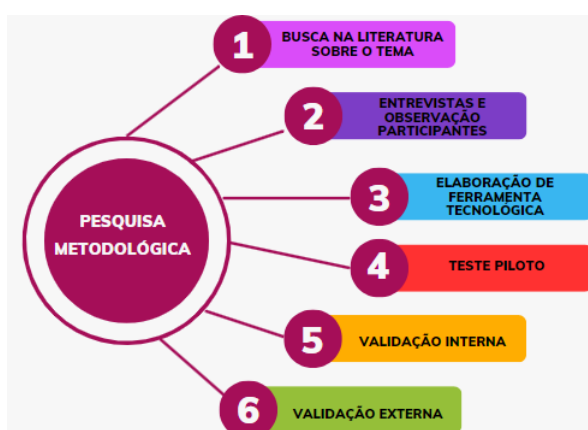 1
BUSCA NA LITERATURA
SOBRE O TEMA
2
ENTREVISTAS E
OBSERVAÇÃO
PARTICIPANTES
3
ELABORAÇÃO DE
FERRAMENTA
TECNOLÓGICA
PESQUISA
METODOLÓGICA
4
TESTE PILOTO
5
VALIDAÇÃO INTERNA
6
VALIDAÇÃO EXTERNA